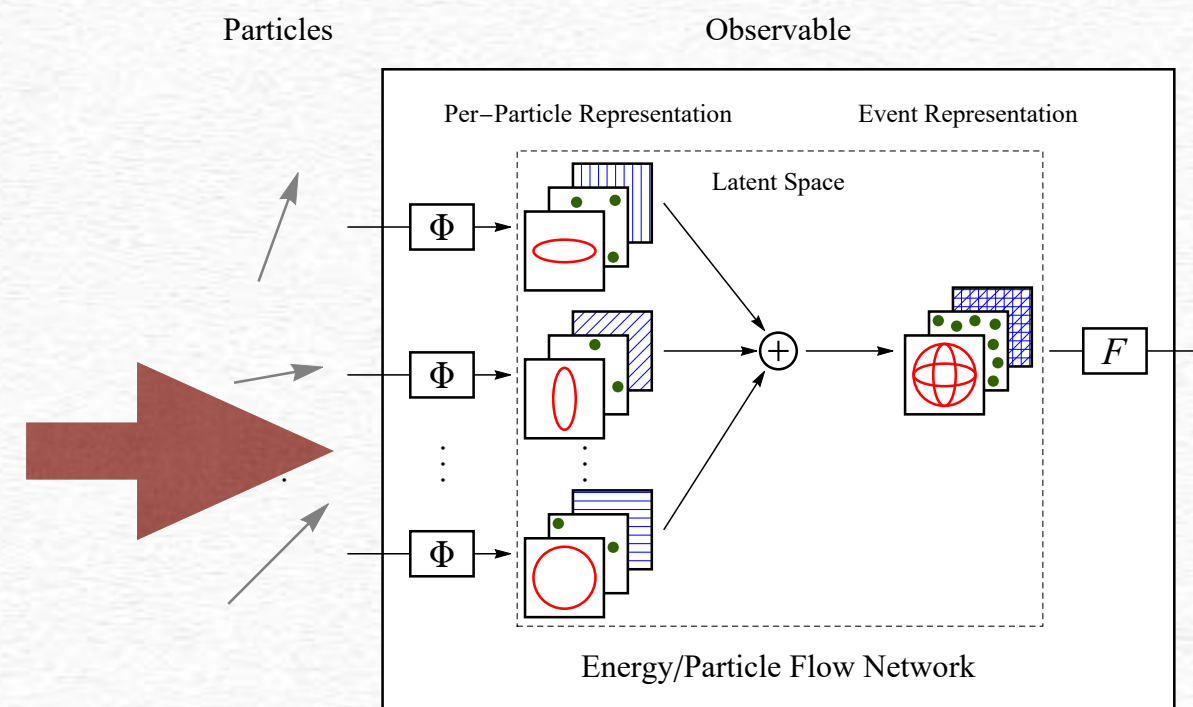 Particles
Observable
Per−Particle Representation
Event Representation
Latent Space
Φ
Φ
+
F
Φ
Energy/Particle Flow Network